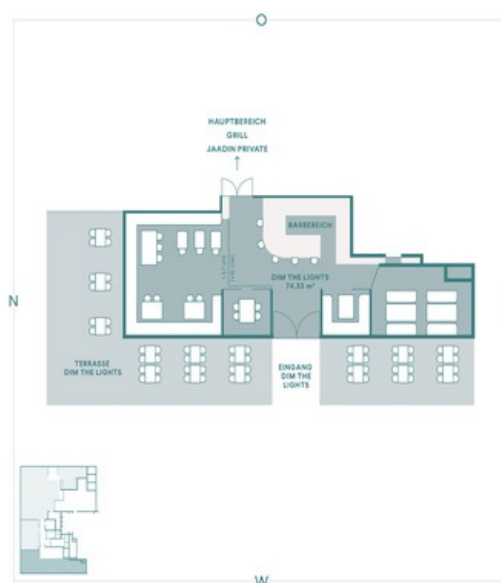 O
HAUPTBEREICH
GRILL
JAADIN PRIVATE
BARBEREICH
DIM THE LIGHTS
74.33 m²
N
TERRASSE
DIM THE LIGHTS
EINGANG
DIM THE
LIGHTS
W